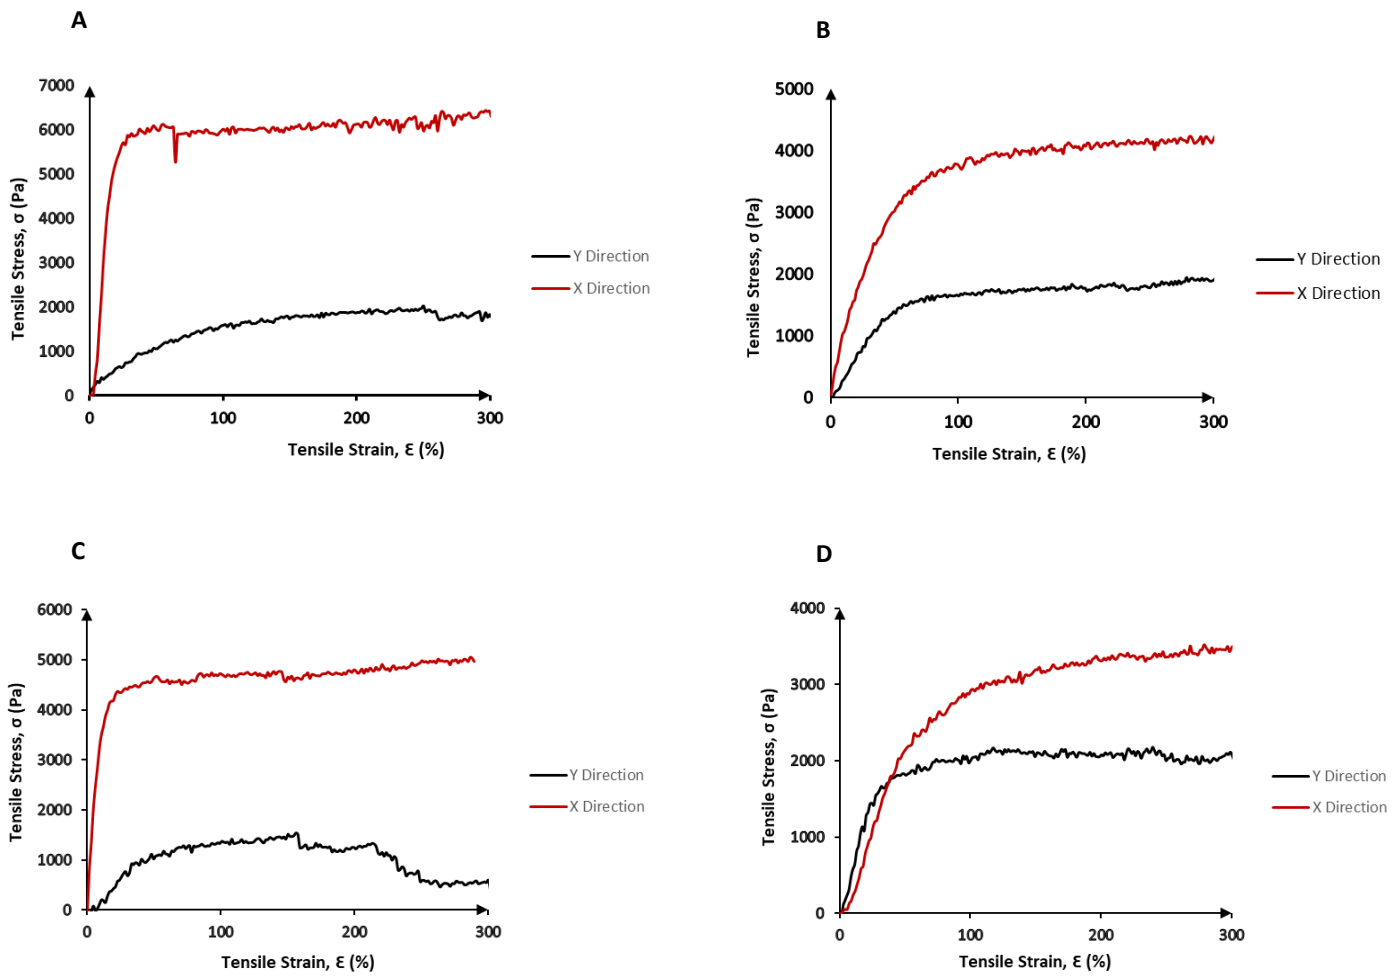 A
7000
6000
5000
4000
3000
2000
1000
0
0 100 200 300
Tensile Stress, σ (Pa)
Tensile Strain, Ɛ (%)
Y Direction
X Direction
B
5000
4000
3000
2000
1000
0
0 100 200 300
Tensile Stress, σ (Pa)
Tensile Strain, Ɛ (%)
Y Direction
X Direction
C
6000
5000
4000
3000
2000
1000
0
0 100 200 300
Tensile Stress, σ (Pa)
Tensile Strain, Ɛ (%)
Y Direction
X Direction
D
4000
3000
2000
1000
0
0 100 200 300
Tensile Stress, σ (Pa)
Tensile Strain, Ɛ (%)
Y Direction
X Direction